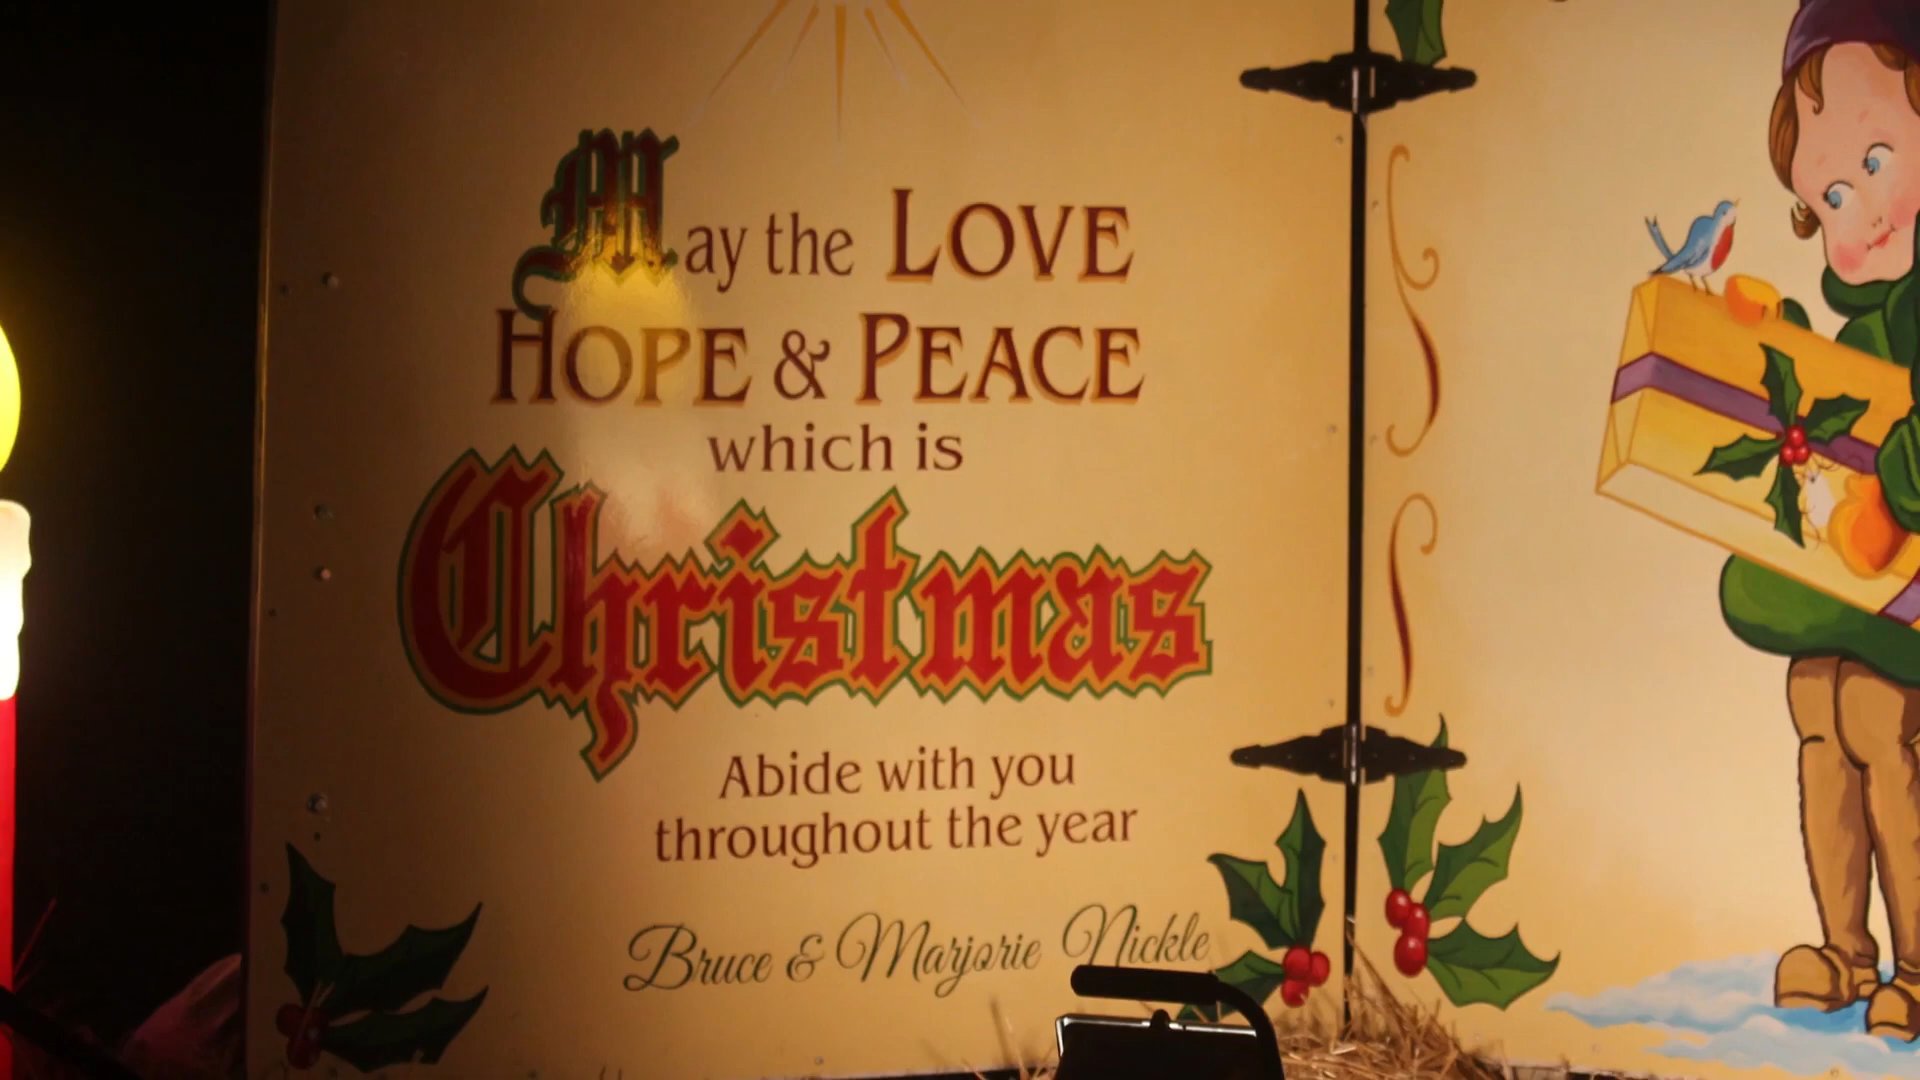 May the LOVE
HOPE & PEACE
which is
Christmas
Abide with you
throughout the year
Bruce & Marjorie Nickle